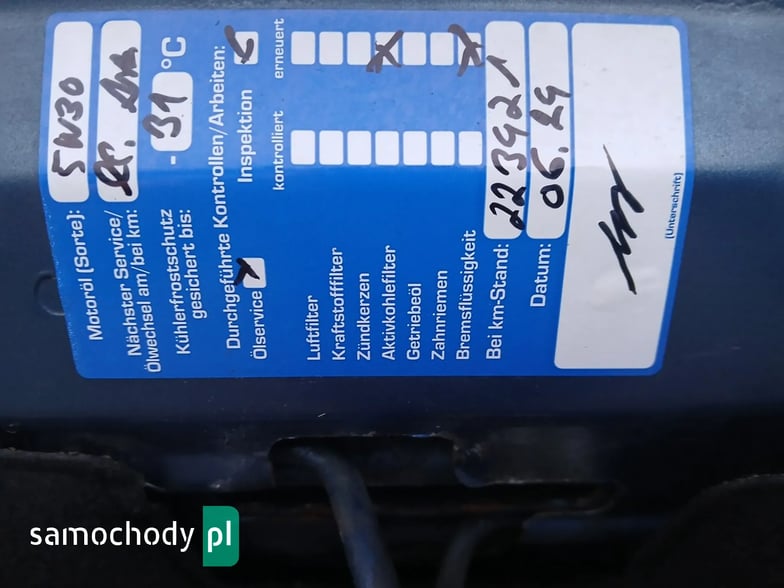 Motoröl (Sorte): 5W30
Nächster Service/
Ölwechsel am/bei km:
Kühlerfrostschutz
gesichert bis: - 31 °C
Durchgeführte Kontrollen/Arbeiten:
Ölservice Inspektion
kontrolliert erneuert
Luftfilter
Kraftstofffilter
Zündkerzen
Aktivkohlefilter
Getriebeöl
Zahnriemen
Bremsflüssigkeit
Bei km-Stand: 223921
Datum: 06.24
(Unterschrift)
samochody pl